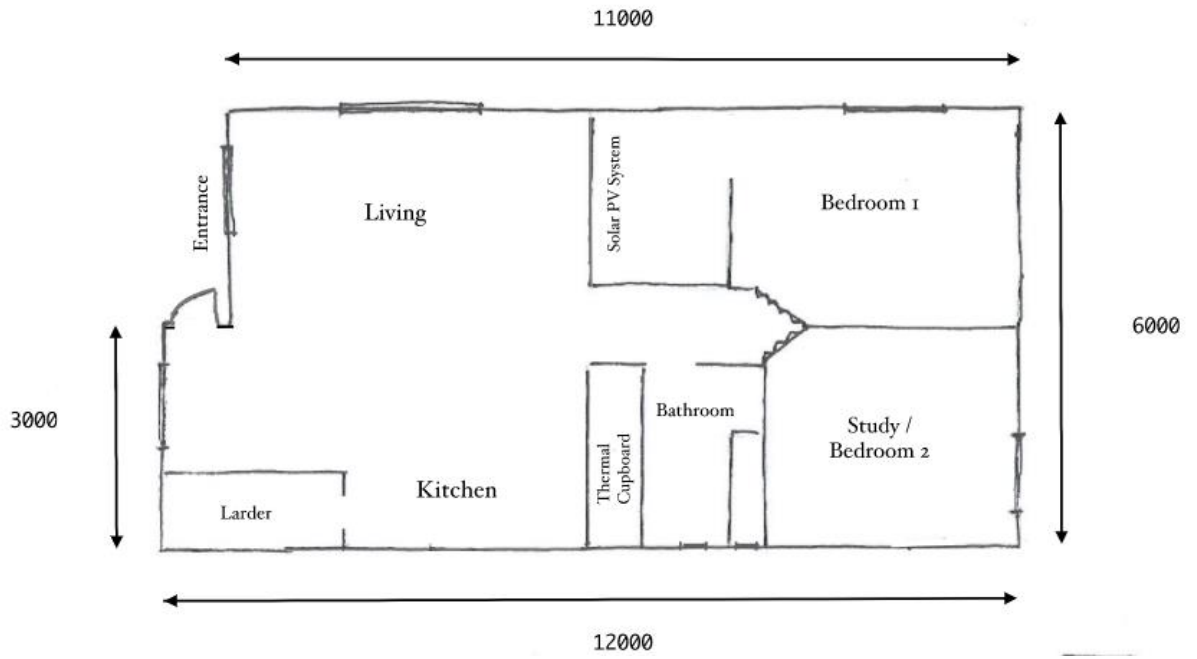 11000
Entrance
Living
Solar PV System
Bedroom 1
6000
3000
Bathroom
Study /
Bedroom 2
Thermal
Cupboard
Kitchen
Larder
12000